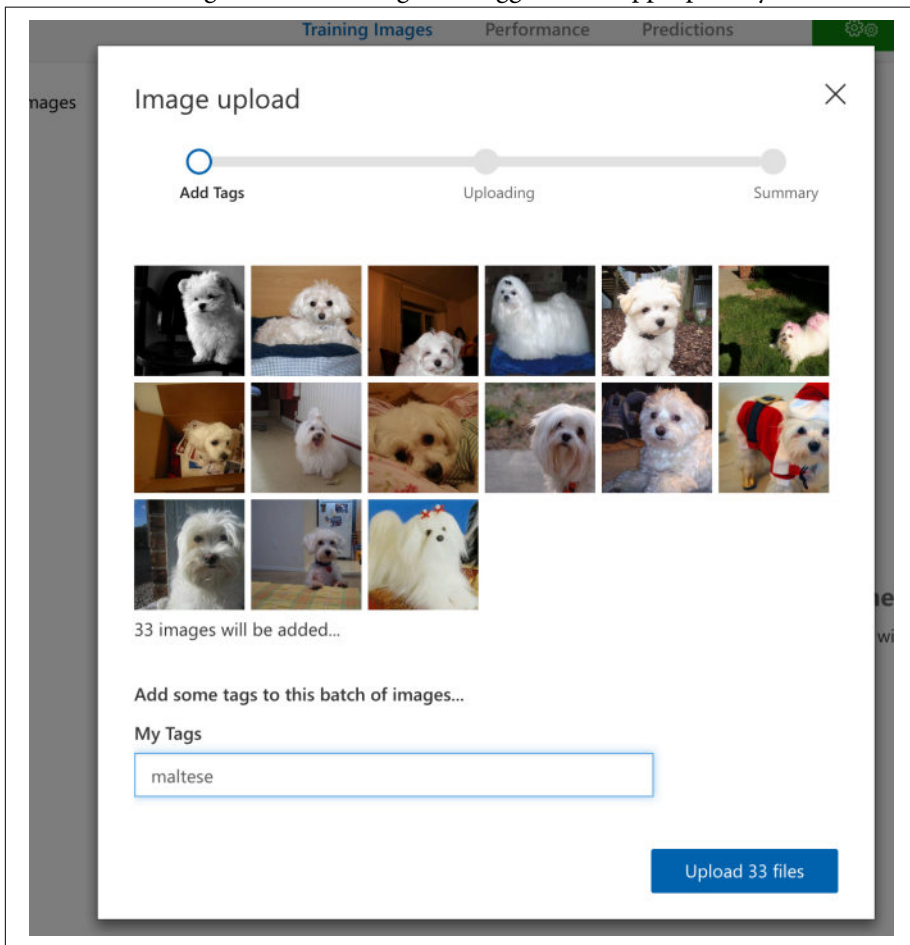 Training Images Performance Predictions
mages
Image upload
Add Tags Uploading Summary
33 images will be added...
Add some tags to this batch of images...
My Tags
maltese
Upload 33 files